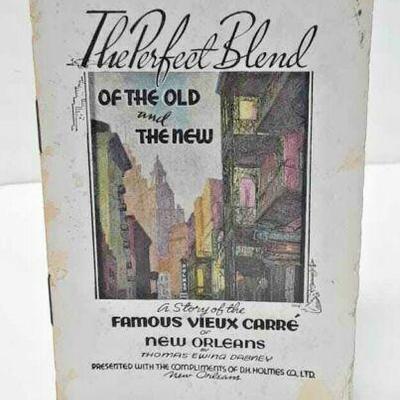 The Perfect Blend
OF THE OLD
and
THE NEW
A Story of the
FAMOUS VIEUX CARRÉ
OF
NEW ORLEANS
BY
THOMAS EWING DABNEY
PRESENTED WITH THE COMPLIMENTS OF D.H. HOLMES CO., LTD.
New Orleans